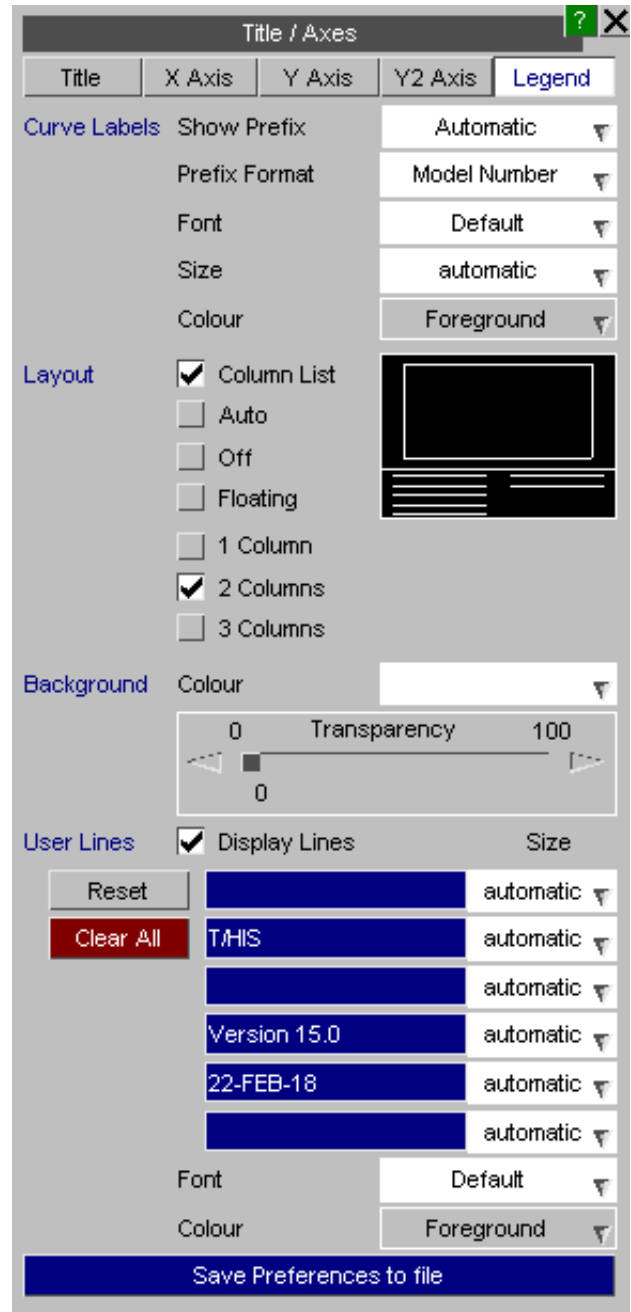 Title / Axes ?
Title X Axis Y Axis Y2 Axis Legend
Curve Labels Show Prefix Automatic
Prefix Format Model Number
Font Default
Size automatic
Colour Foreground
Layout Column List
Auto
Off
Floating
1 Column
2 Columns
3 Columns
Background Colour
0 Transparency 100
0
User Lines Display Lines Size
Reset automatic
Clear All T/HIS automatic
automatic
Version 15.0 automatic
22-FEB-18 automatic
automatic
Font Default
Colour Foreground
Save Preferences to file